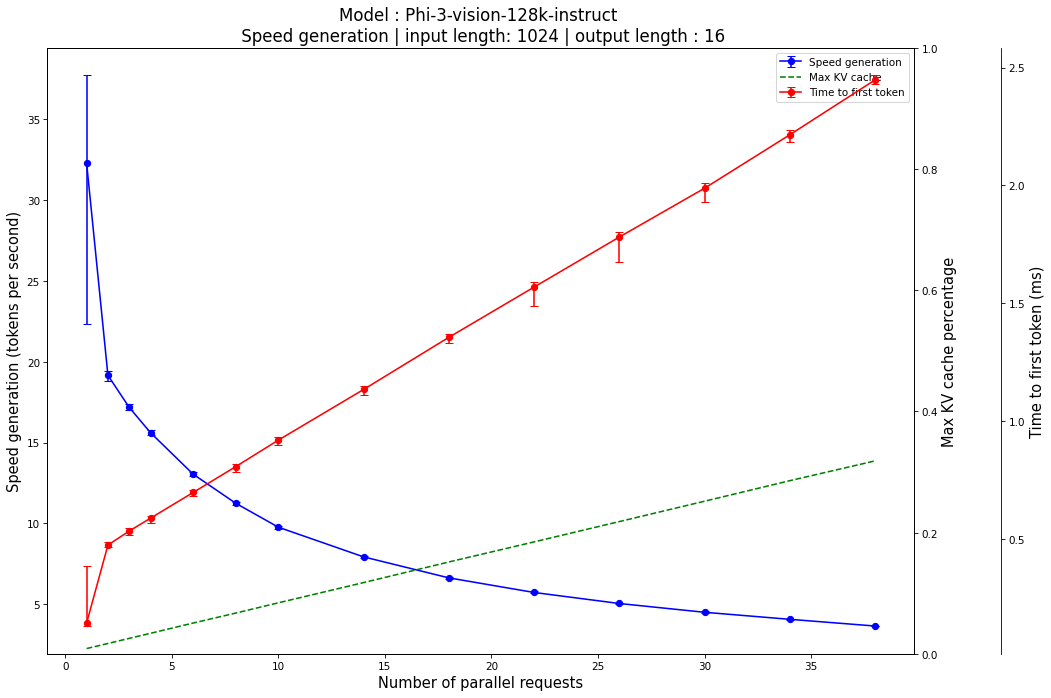 Model : Phi-3-vision-128k-instruct
Speed generation | input length: 1024 | output length : 16
Speed generation
Max KV cache
Time to first token
Speed generation (tokens per second)
35
30
25
20
15
10
5
1.0
0.8
0.6
0.4
0.2
0.0
Max KV cache percentage
2.5
2.0
1.5
1.0
0.5
Time to first token (ms)
0 5 10 15 20 25 30 35
Number of parallel requests